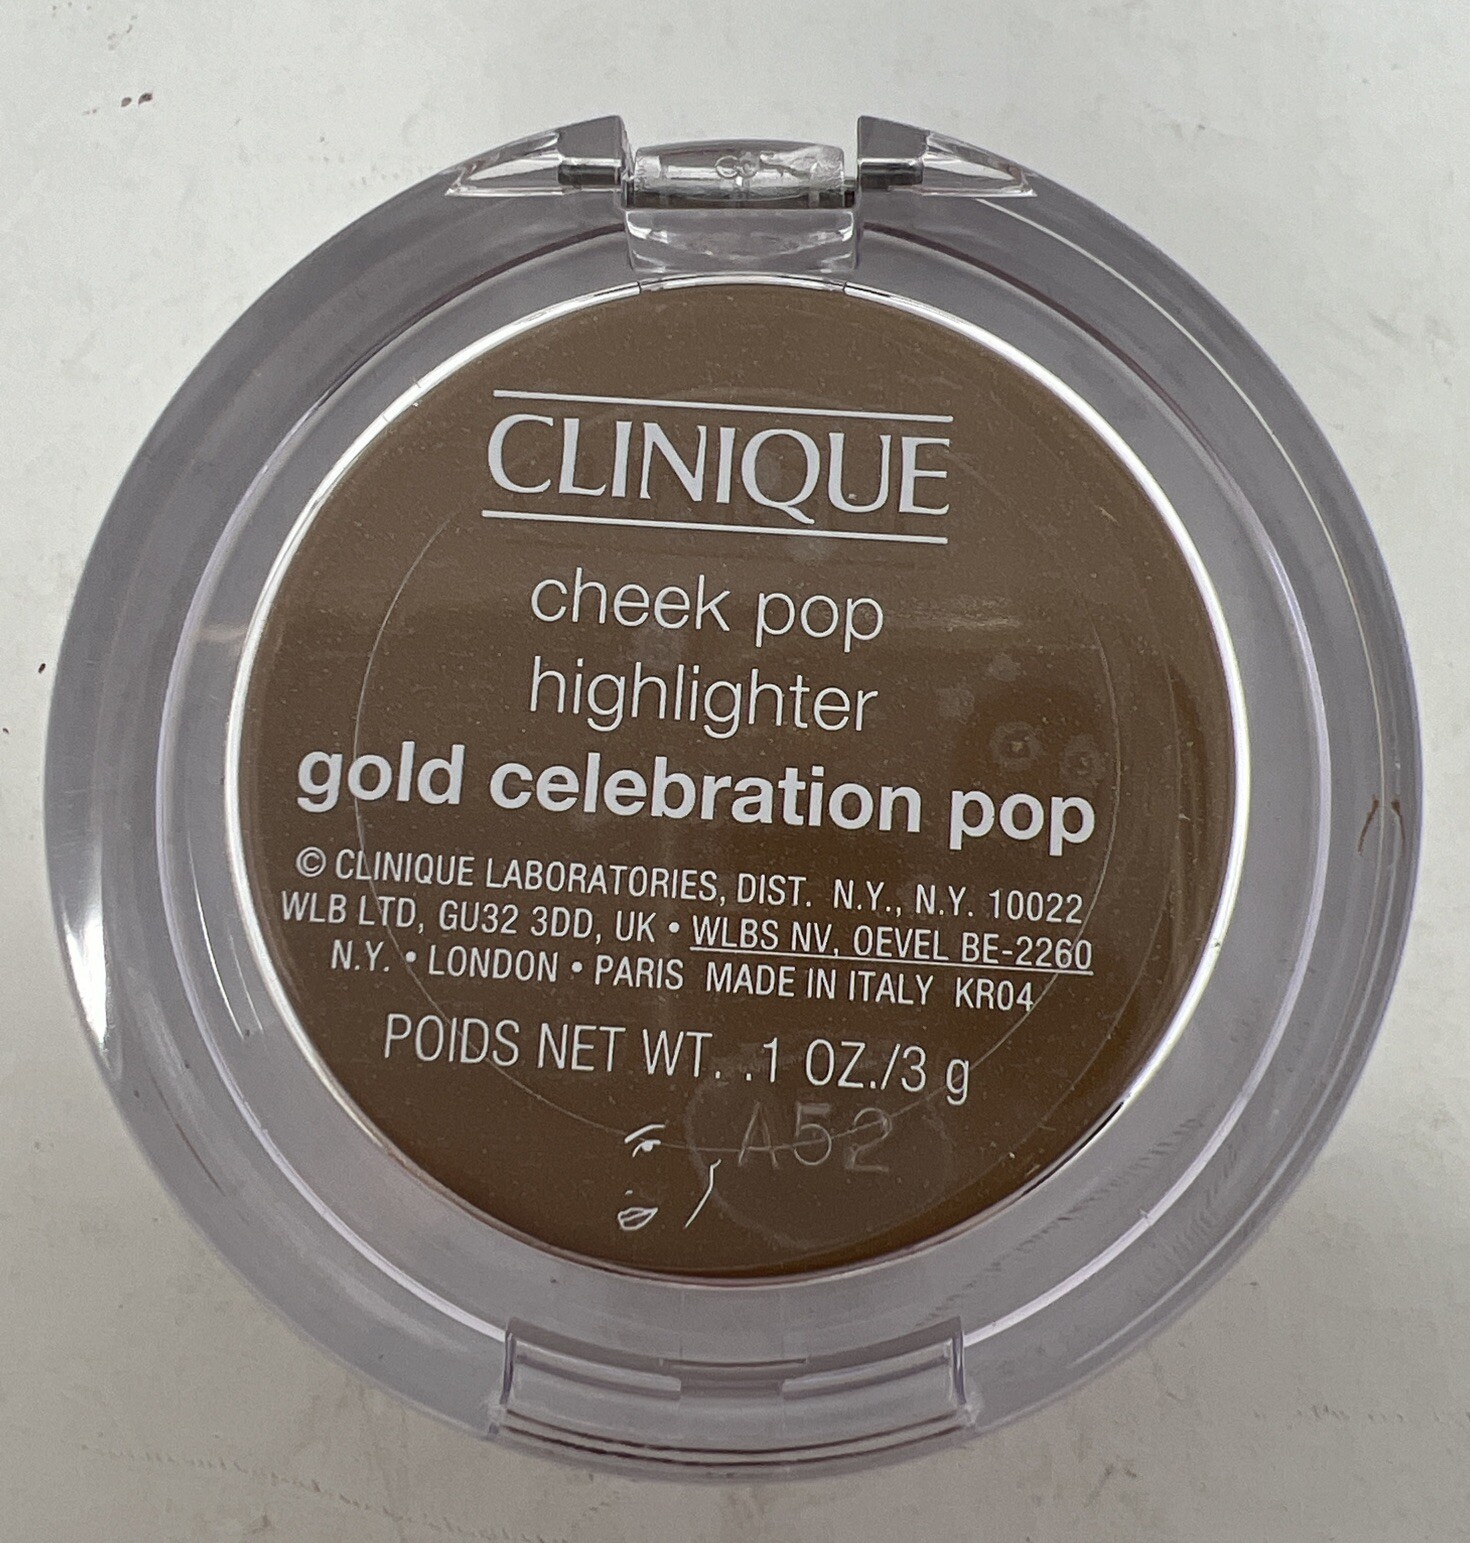 CLINIQUE
cheek pop
highlighter
gold celebration pop
© CLINIQUE LABORATORIES, DIST. N.Y., N.Y. 10022
WLB LTD, GU32 3DD, UK • WLBS NV, OEVEL BE-2260
N.Y. • LONDON • PARIS MADE IN ITALY KR04
POIDS NET WT. .1 OZ./3 g
A52